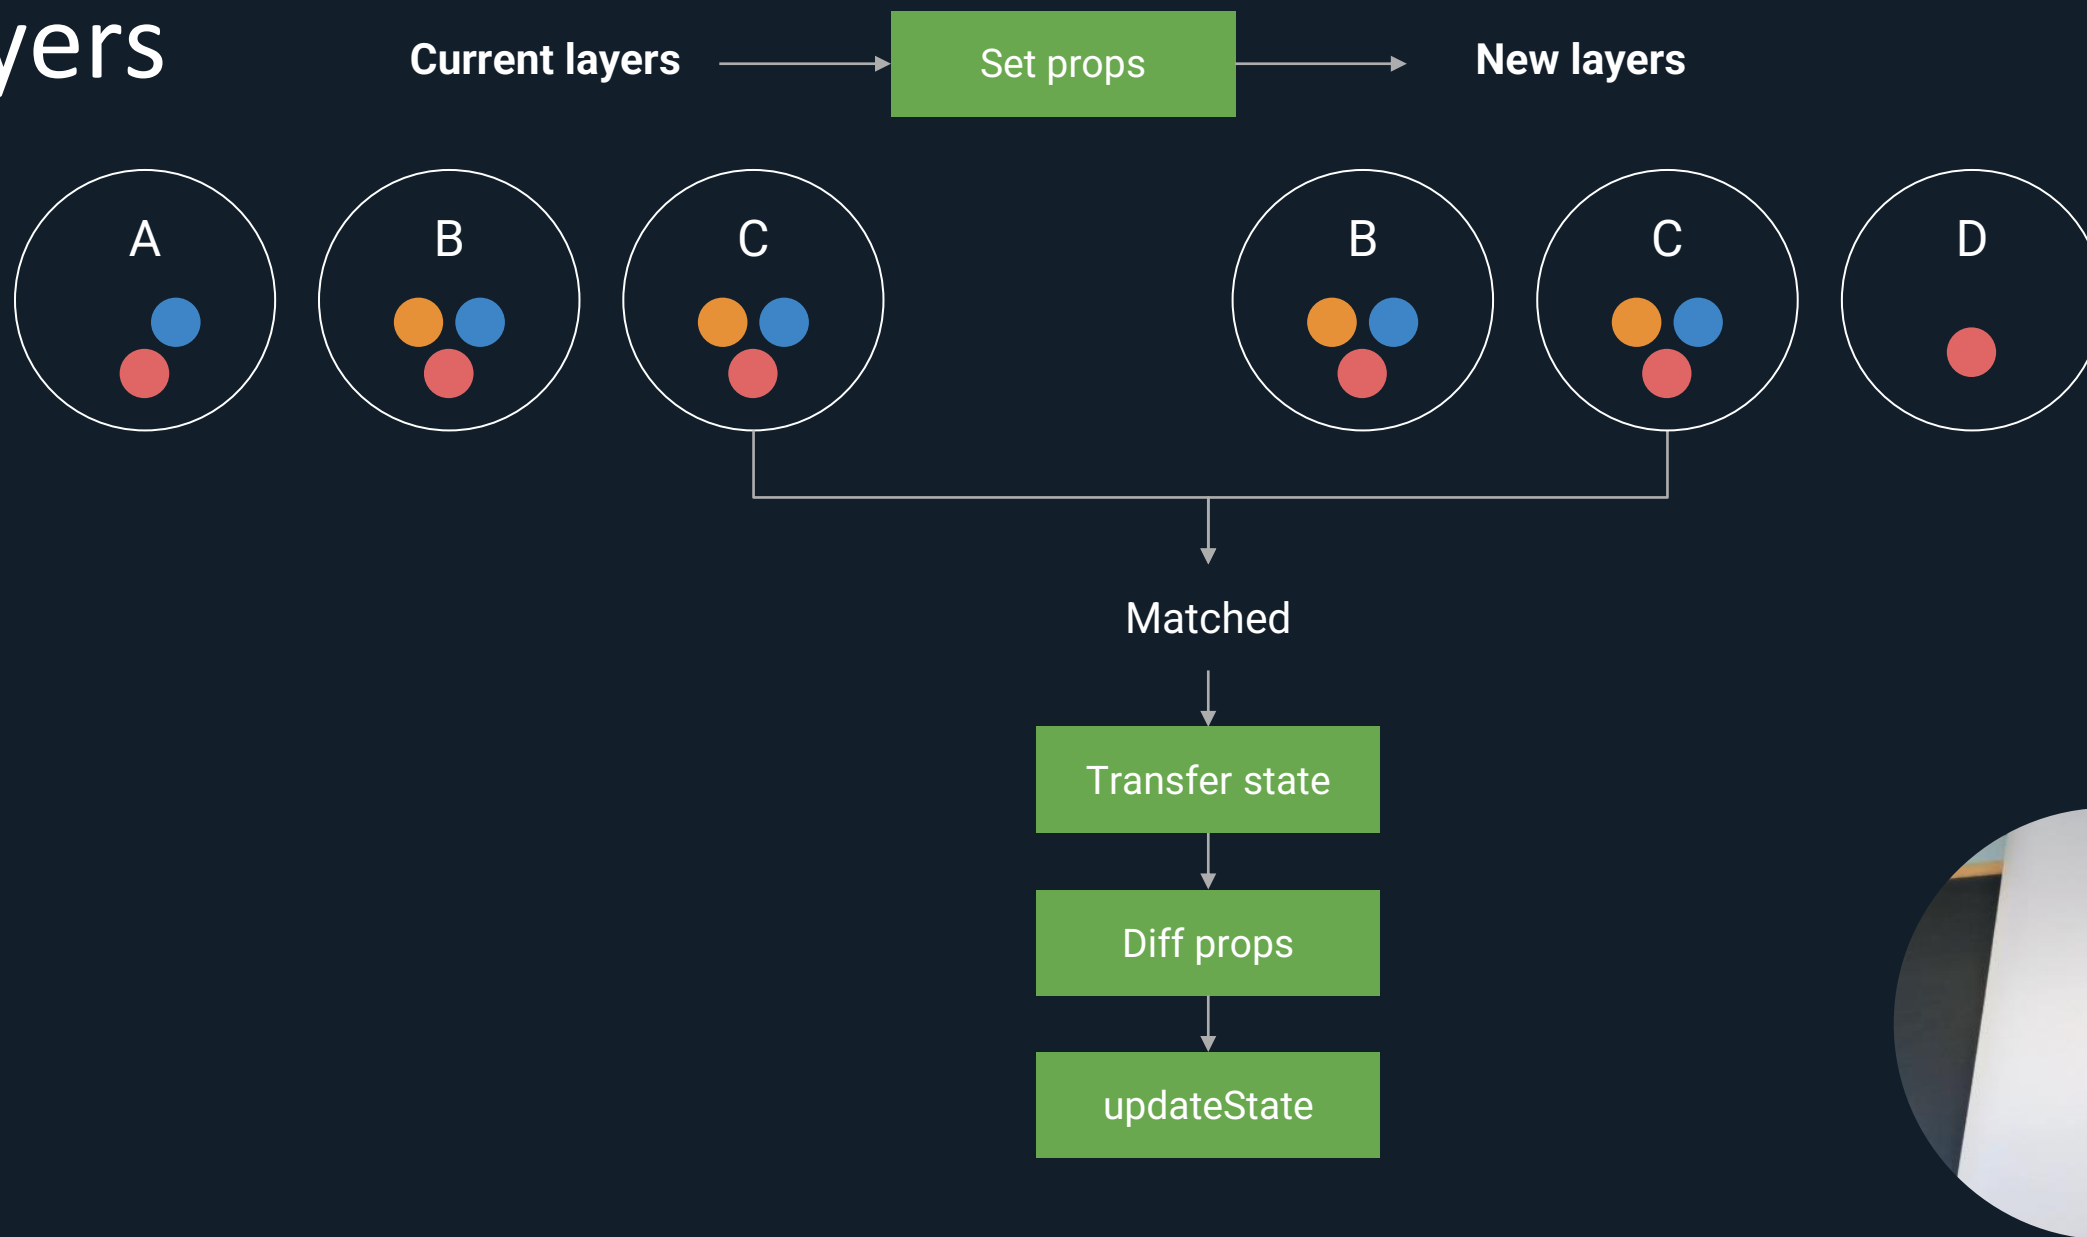 yers
Current layers
Set props
New layers
A
B
C
B
C
D
Matched
Transfer state
Diff props
updateState